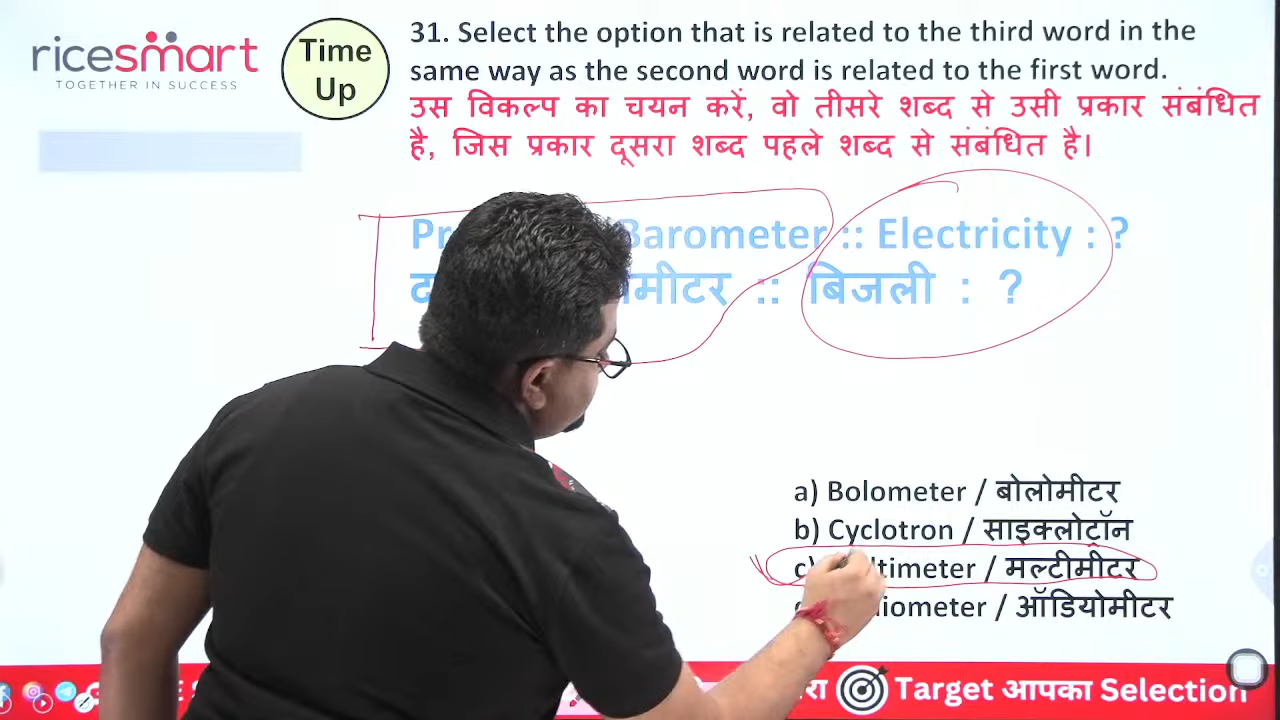 ricesmart
TOGETHER IN SUCCESS
Time
Up
31. Select the option that is related to the third word in the
same way as the second word is related to the first word.
उस विकल्प का चयन करें, वो तीसरे शब्द से उसी प्रकार संबंधित
है, जिस प्रकार दूसरा शब्द पहले शब्द से संबंधित है।
Barometer :: Electricity : ?
:: बिजली : ?
a) Bolometer / बोलोमीटर
b) Cyclotron / साइक्लोट्रॉन
c) / मल्टीमीटर
/ ऑडियोमीटर
Target आपका Selection